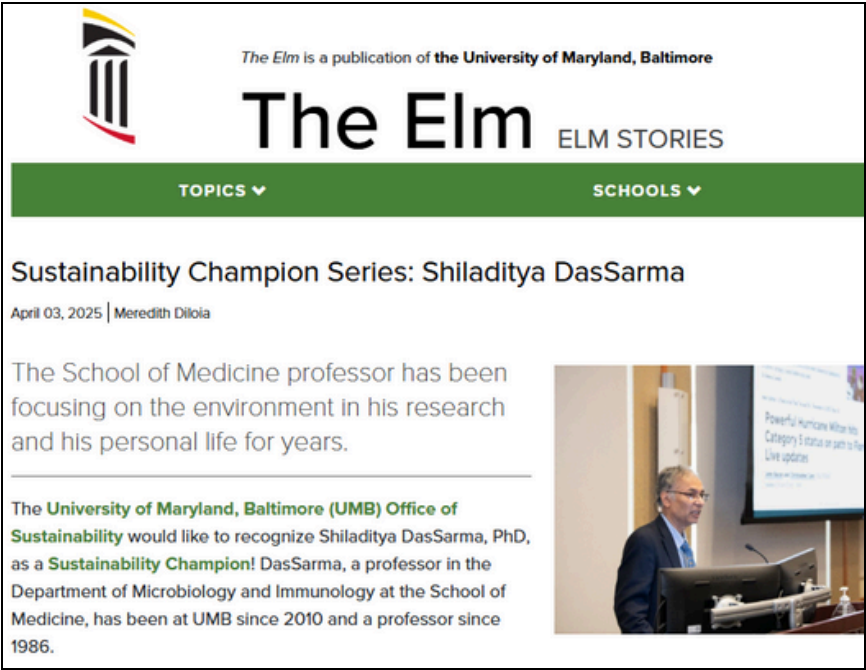 The Elm is a publication of the University of Maryland, Baltimore
The Elm ELM STORIES
TOPICS SCHOOLS
Sustainability Champion Series: Shiladitya DasSarma
April 03, 2025 | Meredith Diloia
The School of Medicine professor has been
focusing on the environment in his research
and his personal life for years.
The University of Maryland, Baltimore (UMB) Office of
Sustainability would like to recognize Shiladitya DasSarma, PhD,
as a Sustainability Champion! DasSarma, a professor in the
Department of Microbiology and Immunology at the School of
Medicine, has been at UMB since 2010 and a professor since
1986.
Powerful Hurricane Milton hits
Category 5 status on path to
Live updates